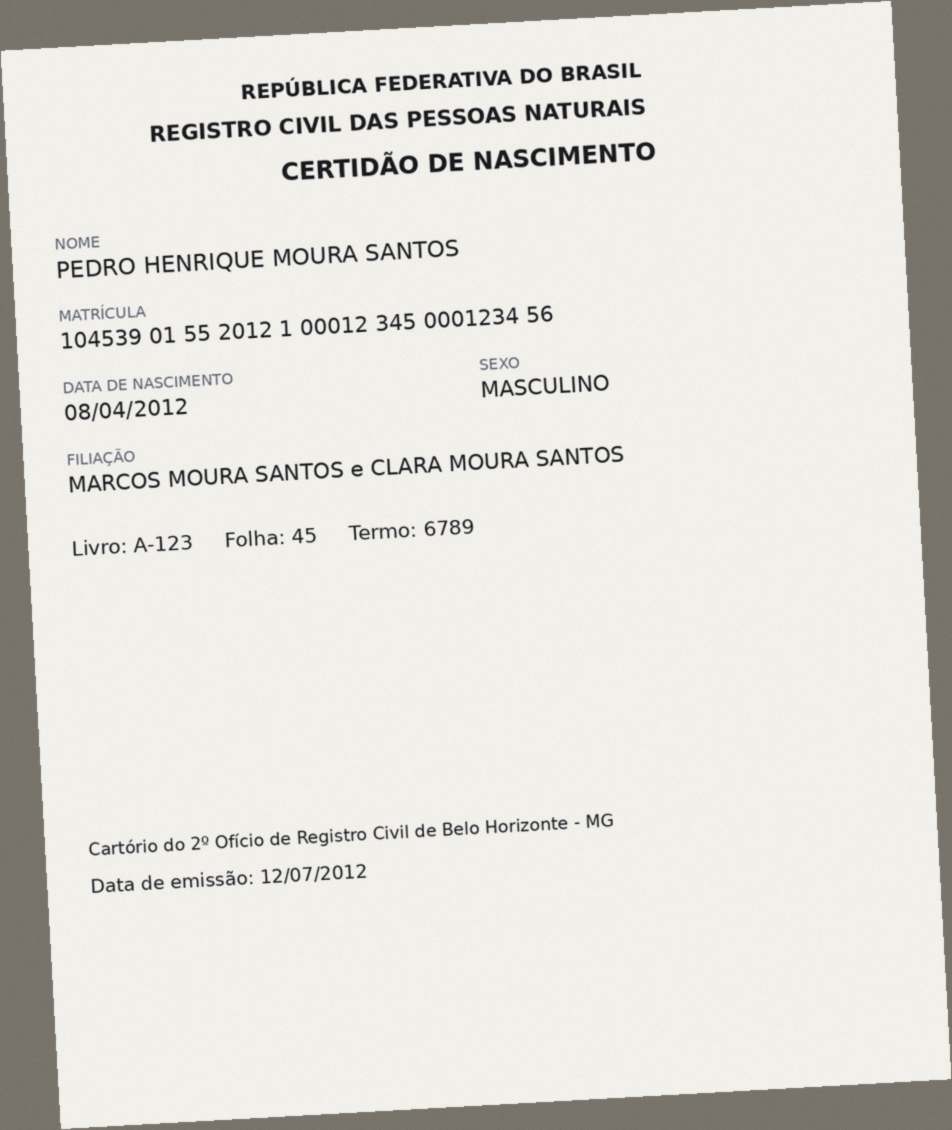 REPÚBLICA FEDERATIVA DO BRASIL
REGISTRO CIVIL DAS PESSOAS NATURAIS
CERTIDÃO DE NASCIMENTO
NOME
PEDRO HENRIQUE MOURA SANTOS
MATRÍCULA
104539 01 55 2012 1 00012 345 0001234 56
DATA DE NASCIMENTO
08/04/2012
SEXO
MASCULINO
FILIAÇÃO
MARCOS MOURA SANTOS e CLARA MOURA SANTOS
Livro: A-123 Folha: 45 Termo: 6789
Cartório do 2º Ofício de Registro Civil de Belo Horizonte - MG
Data de emissão: 12/07/2012